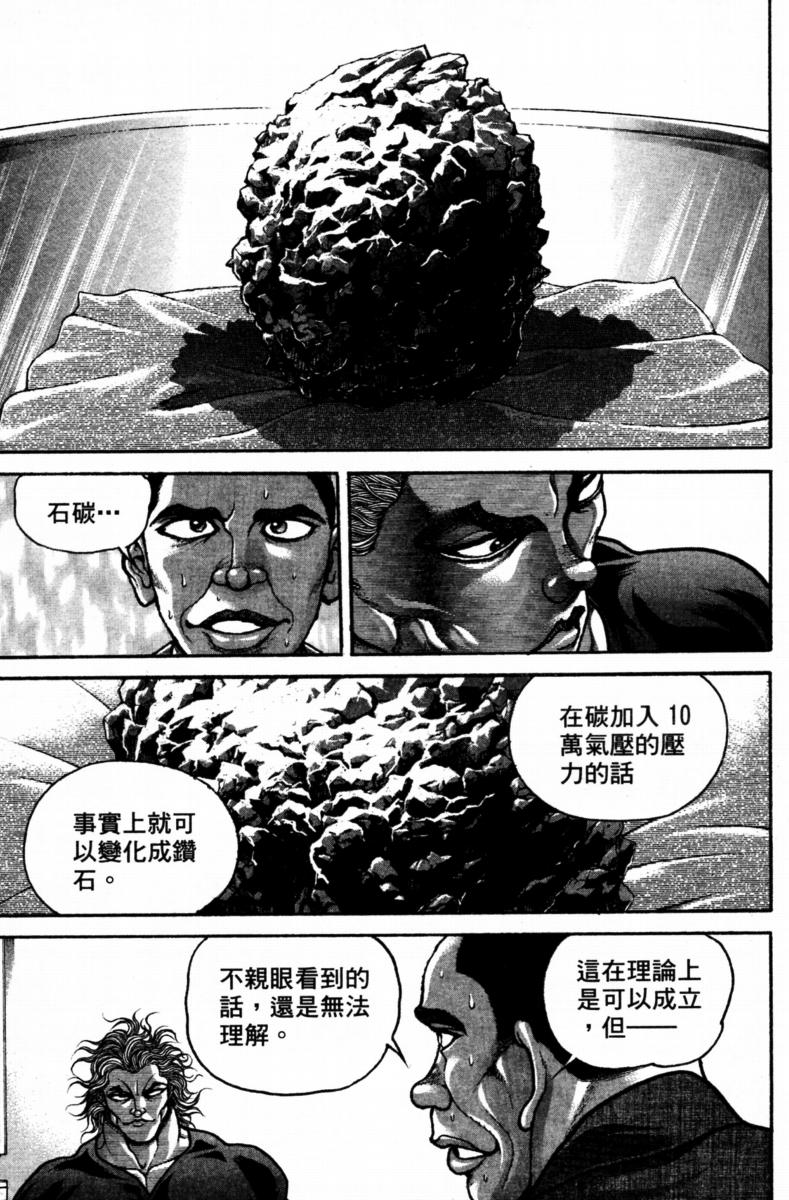 石碳…
在碳加入 10
萬氣壓的壓
力的話
事實上就可
以變化成鑽
石。
這在理論上
是可以成立
，但——
不親眼看到的
話，還是無法
理解。